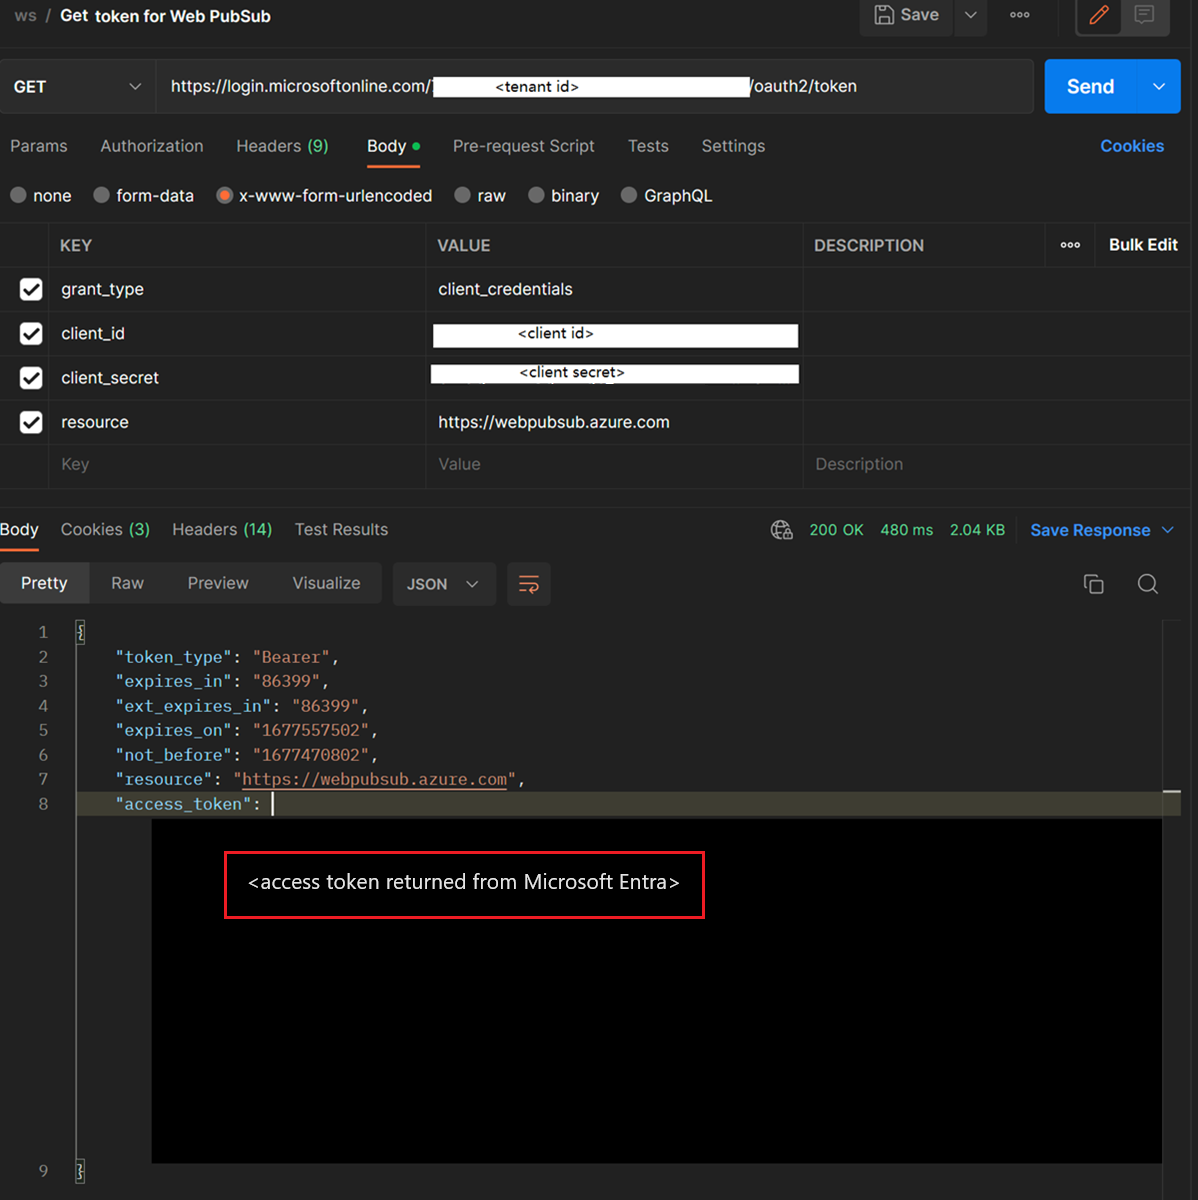 ws / Get token for Web PubSub
Save
GET https://login.microsoftonline.com/ <tenant id> /oauth2/token Send
Params Authorization Headers (9) Body Pre-request Script Tests Settings Cookies
none form-data x-www-form-urlencoded raw binary GraphQL
KEY VALUE DESCRIPTION Bulk Edit
grant_type client_credentials
client_id <client id>
client_secret <client secret>
resource https://webpubsub.azure.com
Key Value Description
Body Cookies (3) Headers (14) Test Results 200 OK 480 ms 2.04 KB Save Response
Pretty Raw Preview Visualize JSON
1 {
2 "token_type": "Bearer",
3 "expires_in": "86399",
4 "ext_expires_in": "86399",
5 "expires_on": "1677557502",
6 "not_before": "1677470802",
7 "resource": "https://webpubsub.azure.com",
8 "access_token":
<access token returned from Microsoft Entra>
9 }